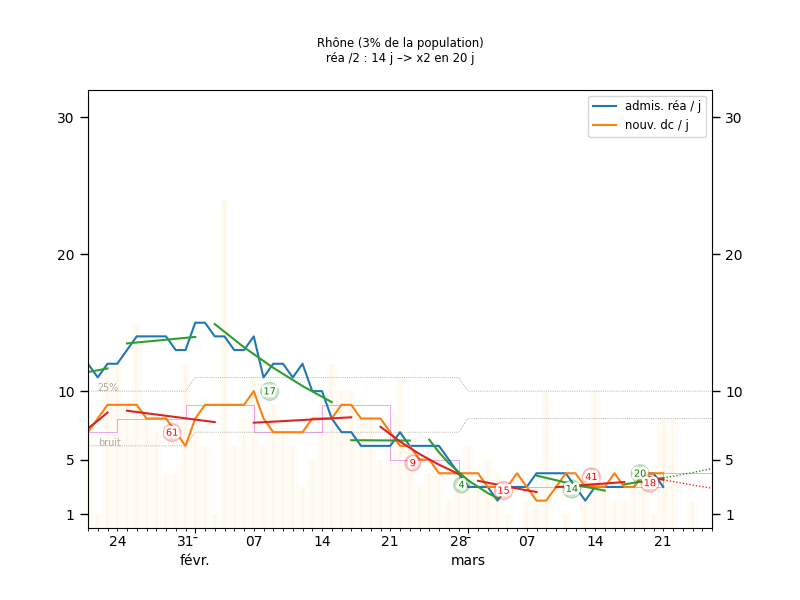 Rhône (3% de la population)
réa /2 : 14 j –> x2 en 20 j
admis. réa / j
nouv. dc / j
30 30
20 20
10 10
5 5
1 1
25%
bruit
17
61
9
4
15
14
41
20
18
24 31 07 14 21 28 07 14 21
févr. mars